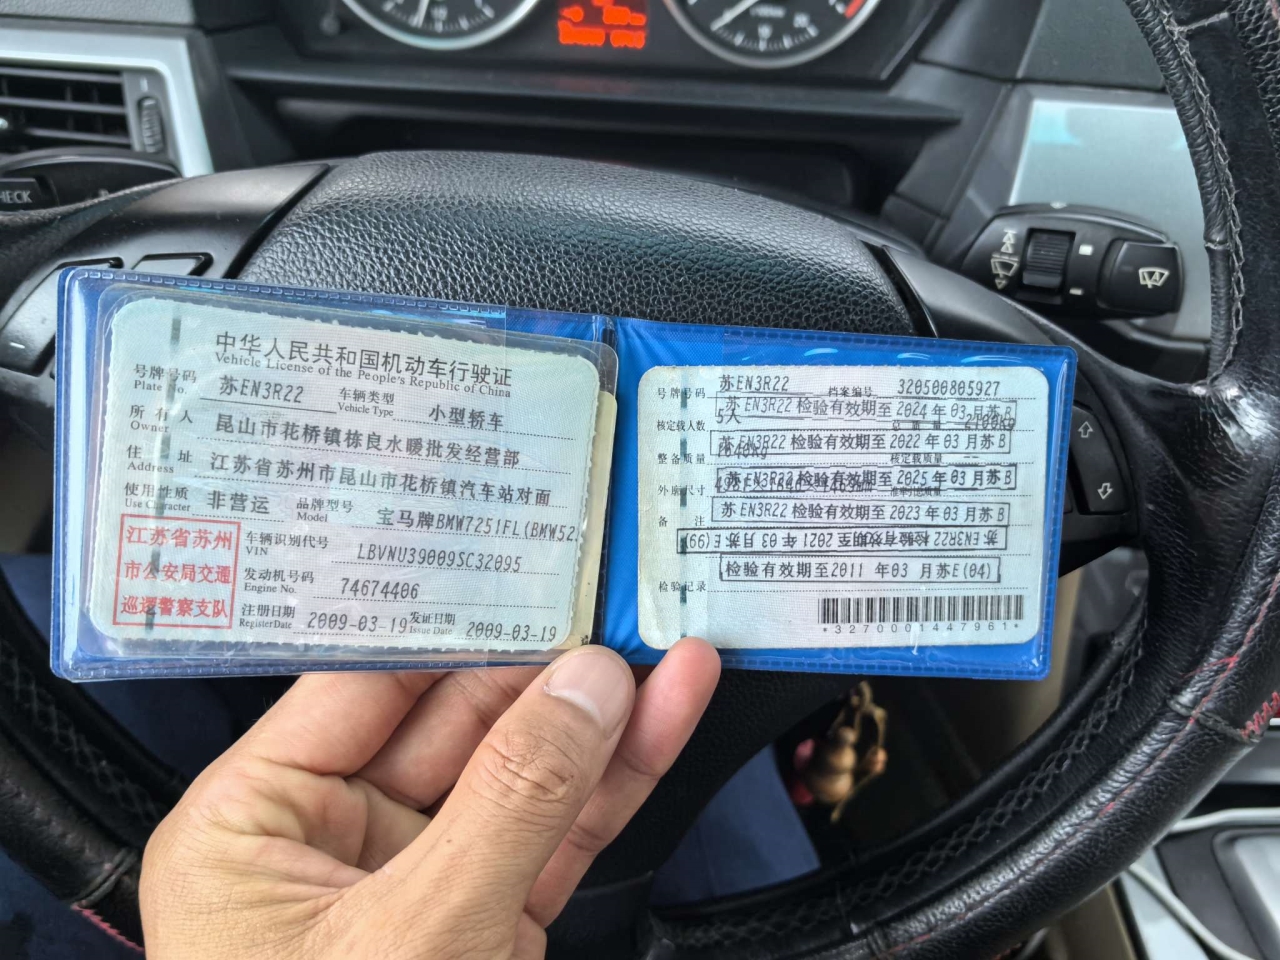 CHECK
中华人民共和国机动车行驶证
Vehicle License of the People's Republic of China
号牌号码 苏EN3R22 车辆类型 小型轿车
Plate No. Vehicle Type
所有人 昆山市花桥镇栋良水暖批发经营部
Owner
住址 江苏省苏州市昆山市花桥镇汽车站对面
Address
使用性质 非营运 品牌型号 宝马牌BMW7251FL(BMW52
Use Character Model
江苏省苏州
市公安局交通
巡逻警察支队
车辆识别代号 LBVNU39009SC32095
VIN
发动机号码 74674406
Engine No.
注册日期 2009-03-19 发证日期 2009-03-19
Register Date Issue Date
号牌号码 苏EN3R22 档案编号 320500805927
苏EN3R22 检验有效期至2024年03月苏B
核定载人数 5人 总质量
苏EN3R22 检验有效期至2022年03月苏B
整备质量 核定载质量
苏EN3R22 检验有效期至2025年03月苏B
外廓尺寸 准牵引总质量
苏EN3R22 检验有效期至2023年03月苏B
备注
苏EN3R22 检验有效期至2021年03月苏E(99)
检验有效期至2011年03月苏E(04)
检验记录
*3270001447961*